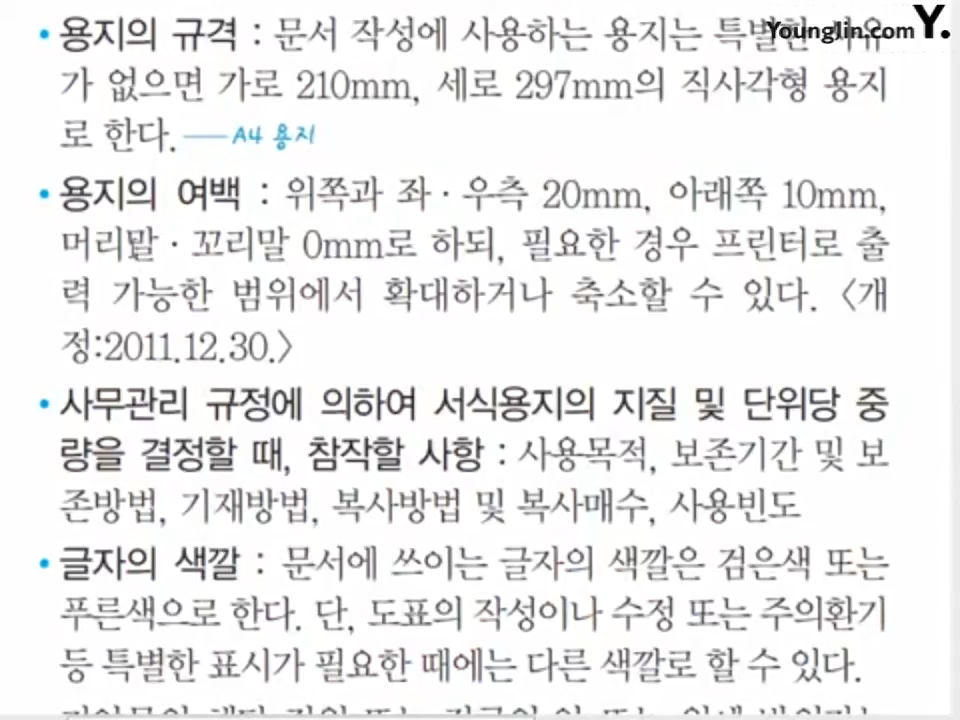 Younglin.com Y.
• 용지의 규격 : 문서 작성에 사용하는 용지는 특별한
가 없으면 가로 210mm, 세로 297mm의 직사각형 용지
로 한다. ── A4 용지
• 용지의 여백 : 위쪽과 좌 · 우측 20mm, 아래쪽 10mm,
머리말 · 꼬리말 0mm로 하되, 필요한 경우 프린터로 출
력 가능한 범위에서 확대하거나 축소할 수 있다. 〈개
정:2011.12.30.〉
• 사무관리 규정에 의하여 서식용지의 지질 및 단위당 중
량을 결정할 때, 참작할 사항 : 사용목적, 보존기간 및 보
존방법, 기재방법, 복사방법 및 복사매수, 사용빈도
• 글자의 색깔 : 문서에 쓰이는 글자의 색깔은 검은색 또는
푸른색으로 한다. 단, 도표의 작성이나 수정 또는 주의환기
등 특별한 표시가 필요한 때에는 다른 색깔로 할 수 있다.